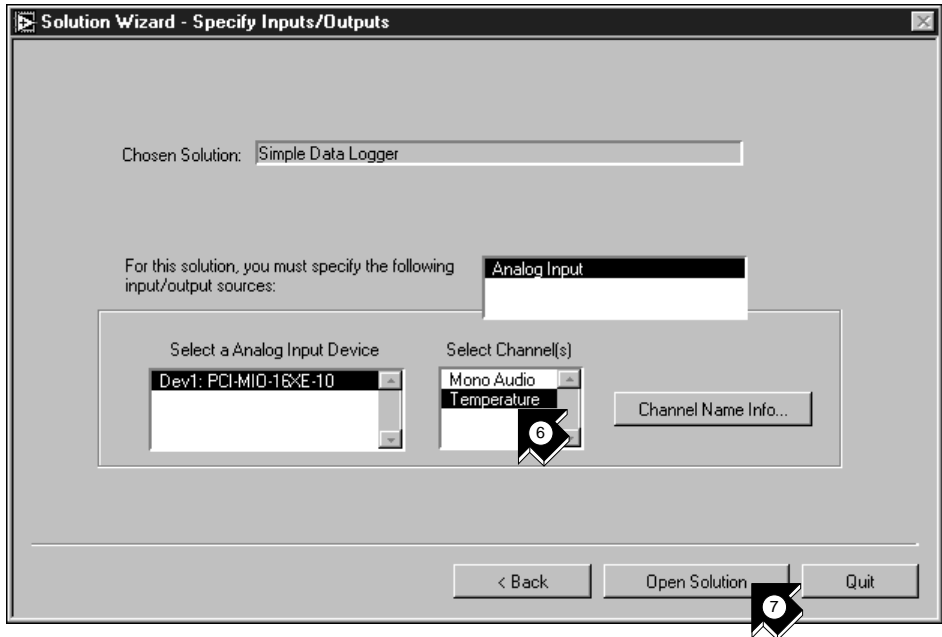 Solution Wizard - Specify Inputs/Outputs
Chosen Solution: Simple Data Logger
For this solution, you must specify the following
input/output sources:
Analog Input
Select a Analog Input Device
Select Channel(s)
Dev1: PCI-MIO-16XE-10
Mono Audio
Temperature
6
Channel Name Info...
< Back
Open Solution
Quit
7